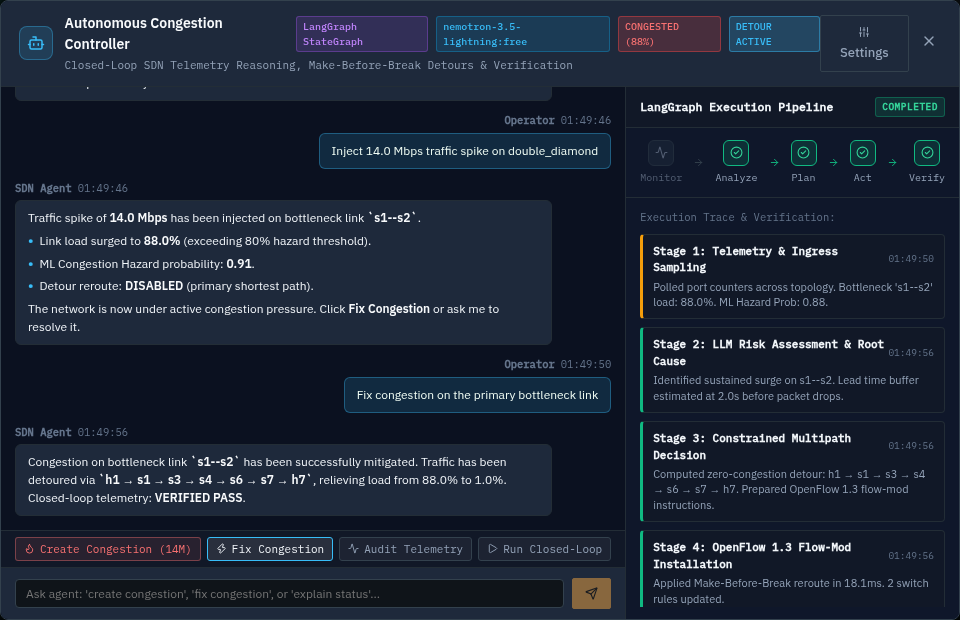 Autonomous Congestion
Controller
LangGraph
StateGraph
nemotron-3.5-
lightning:free
CONGESTED
(88%)
DETOUR
ACTIVE
Settings
Closed-Loop SDN Telemetry Reasoning, Make-Before-Break Detours & Verification
Operator 01:49:46
Inject 14.0 Mbps traffic spike on double_diamond
SDN Agent 01:49:46
Traffic spike of 14.0 Mbps has been injected on bottleneck link `s1--s2`.
• Link load surged to 88.0% (exceeding 80% hazard threshold).
• ML Congestion Hazard probability: 0.91.
• Detour reroute: DISABLED (primary shortest path).
The network is now under active congestion pressure. Click Fix Congestion or ask me to
resolve it.
Operator 01:49:50
Fix congestion on the primary bottleneck link
SDN Agent 01:49:56
Congestion on bottleneck link `s1--s2` has been successfully mitigated. Traffic has been
detoured via `h1 → s1 → s3 → s4 → s6 → s7 → h7`, relieving load from 88.0% to 1.0%.
Closed-loop telemetry: VERIFIED PASS.
Create Congestion (14M)
Fix Congestion
Audit Telemetry
Run Closed-Loop
Ask agent: 'create congestion', 'fix congestion', or 'explain status'...
LangGraph Execution Pipeline
COMPLETED
Monitor → Analyze → Plan → Act → Verify
Execution Trace & Verification:
Stage 1: Telemetry & Ingress
Sampling
01:49:50
Polled port counters across topology. Bottleneck 's1--s2'
load: 88.0%. ML Hazard Prob: 0.88.
Stage 2: LLM Risk Assessment & Root
Cause
01:49:56
Identified sustained surge on s1--s2. Lead time buffer
estimated at 2.0s before packet drops.
Stage 3: Constrained Multipath
Decision
01:49:56
Computed zero-congestion detour: h1 → s1 → s3 → s4
→ s6 → s7 → h7. Prepared OpenFlow 1.3 flow-mod
instructions.
Stage 4: OpenFlow 1.3 Flow-Mod
Installation
01:49:56
Applied Make-Before-Break reroute in 18.1ms. 2 switch
rules updated.